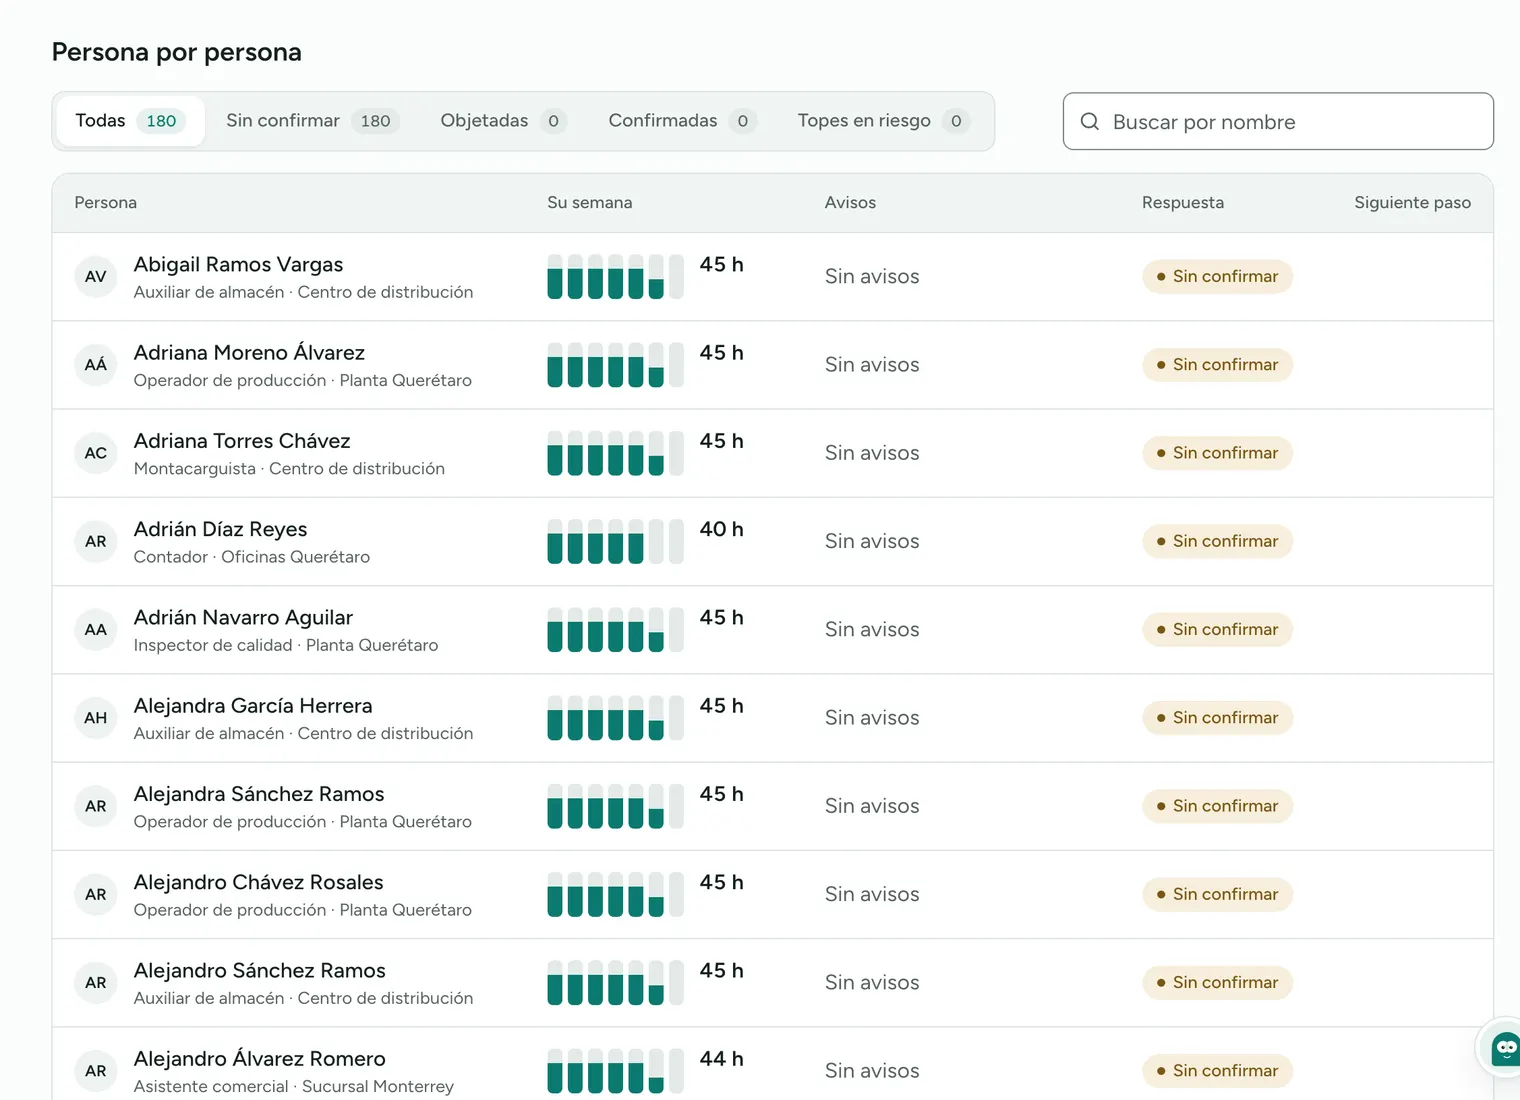 Persona por persona
Todas 180 Sin confirmar 180 Objetadas 0 Confirmadas 0 Topes en riesgo 0 Buscar por nombre
Persona Su semana Avisos Respuesta Siguiente paso
AV Abigail Ramos Vargas 45 h Sin avisos Sin confirmar
Auxiliar de almacén · Centro de distribución
AÁ Adriana Moreno Álvarez 45 h Sin avisos Sin confirmar
Operador de producción · Planta Querétaro
AC Adriana Torres Chávez 45 h Sin avisos Sin confirmar
Montacarguista · Centro de distribución
AR Adrián Díaz Reyes 40 h Sin avisos Sin confirmar
Contador · Oficinas Querétaro
AA Adrián Navarro Aguilar 45 h Sin avisos Sin confirmar
Inspector de calidad · Planta Querétaro
AH Alejandra García Herrera 45 h Sin avisos Sin confirmar
Auxiliar de almacén · Centro de distribución
AR Alejandra Sánchez Ramos 45 h Sin avisos Sin confirmar
Operador de producción · Planta Querétaro
AR Alejandro Chávez Rosales 45 h Sin avisos Sin confirmar
Operador de producción · Planta Querétaro
AR Alejandro Sánchez Ramos 45 h Sin avisos Sin confirmar
Auxiliar de almacén · Centro de distribución
AR Alejandro Álvarez Romero 44 h Sin avisos Sin confirmar
Asistente comercial · Sucursal Monterrey